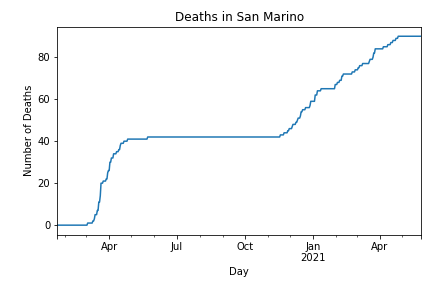 Deaths in San Marino
Number of Deaths
80
60
40
20
0
Apr Jul Oct Jan Apr
2021
Day